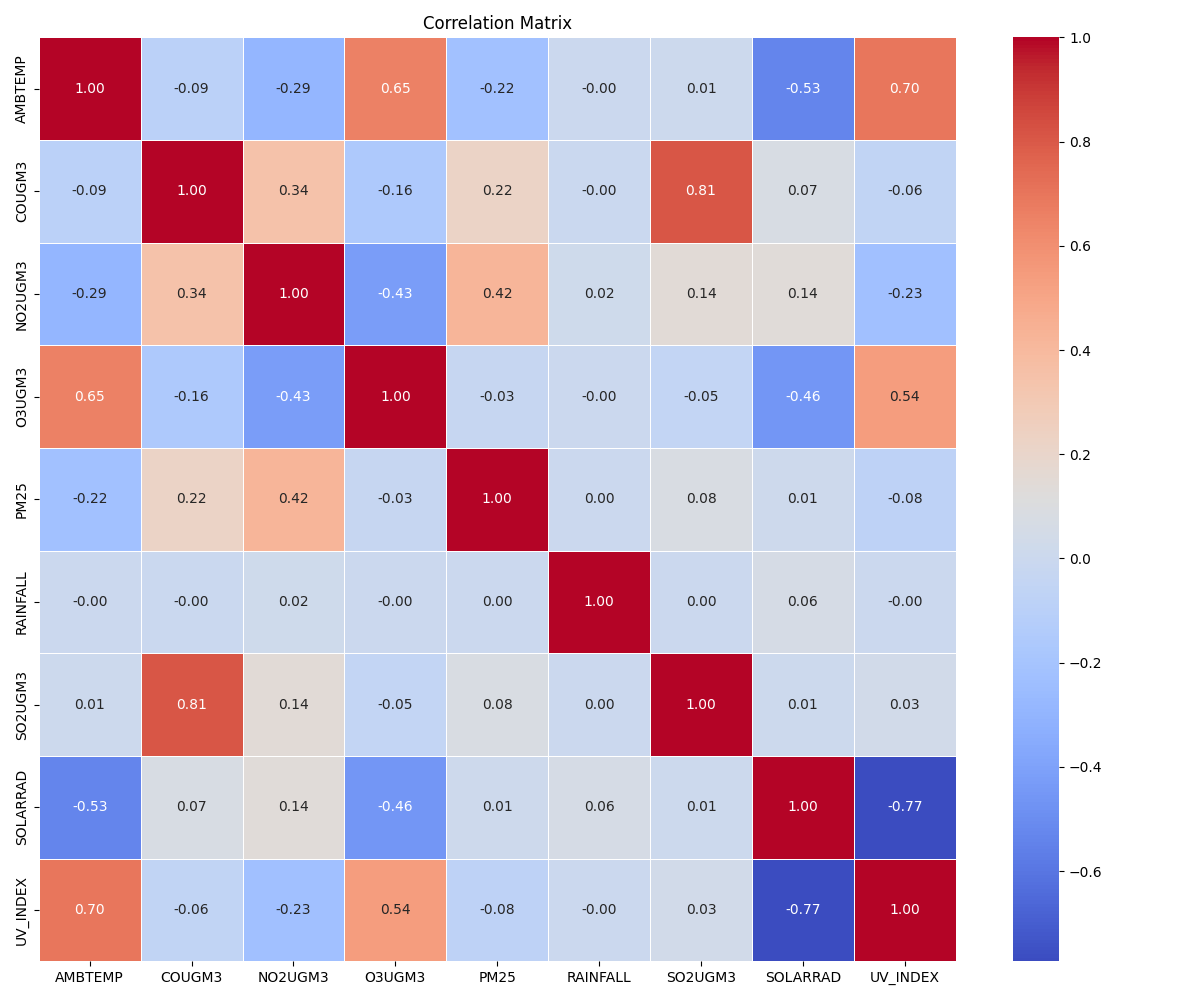 Correlation Matrix
AMBTEMP 1.00 -0.09 -0.29 0.65 -0.22 -0.00 0.01 -0.53 0.70
COUGM3 -0.09 1.00 0.34 -0.16 0.22 -0.00 0.81 0.07 -0.06
NO2UGM3 -0.29 0.34 1.00 -0.43 0.42 0.02 0.14 0.14 -0.23
O3UGM3 0.65 -0.16 -0.43 1.00 -0.03 -0.00 -0.05 -0.46 0.54
PM25 -0.22 0.22 0.42 -0.03 1.00 0.00 0.08 0.01 -0.08
RAINFALL -0.00 -0.00 0.02 -0.00 0.00 1.00 0.00 0.06 -0.00
SO2UGM3 0.01 0.81 0.14 -0.05 0.08 0.00 1.00 0.01 0.03
SOLARRAD -0.53 0.07 0.14 -0.46 0.01 0.06 0.01 1.00 -0.77
UV_INDEX 0.70 -0.06 -0.23 0.54 -0.08 -0.00 0.03 -0.77 1.00
AMBTEMP COUGM3 NO2UGM3 O3UGM3 PM25 RAINFALL SO2UGM3 SOLARRAD UV_INDEX
1.0
0.8
0.6
0.4
0.2
0.0
−0.2
−0.4
−0.6